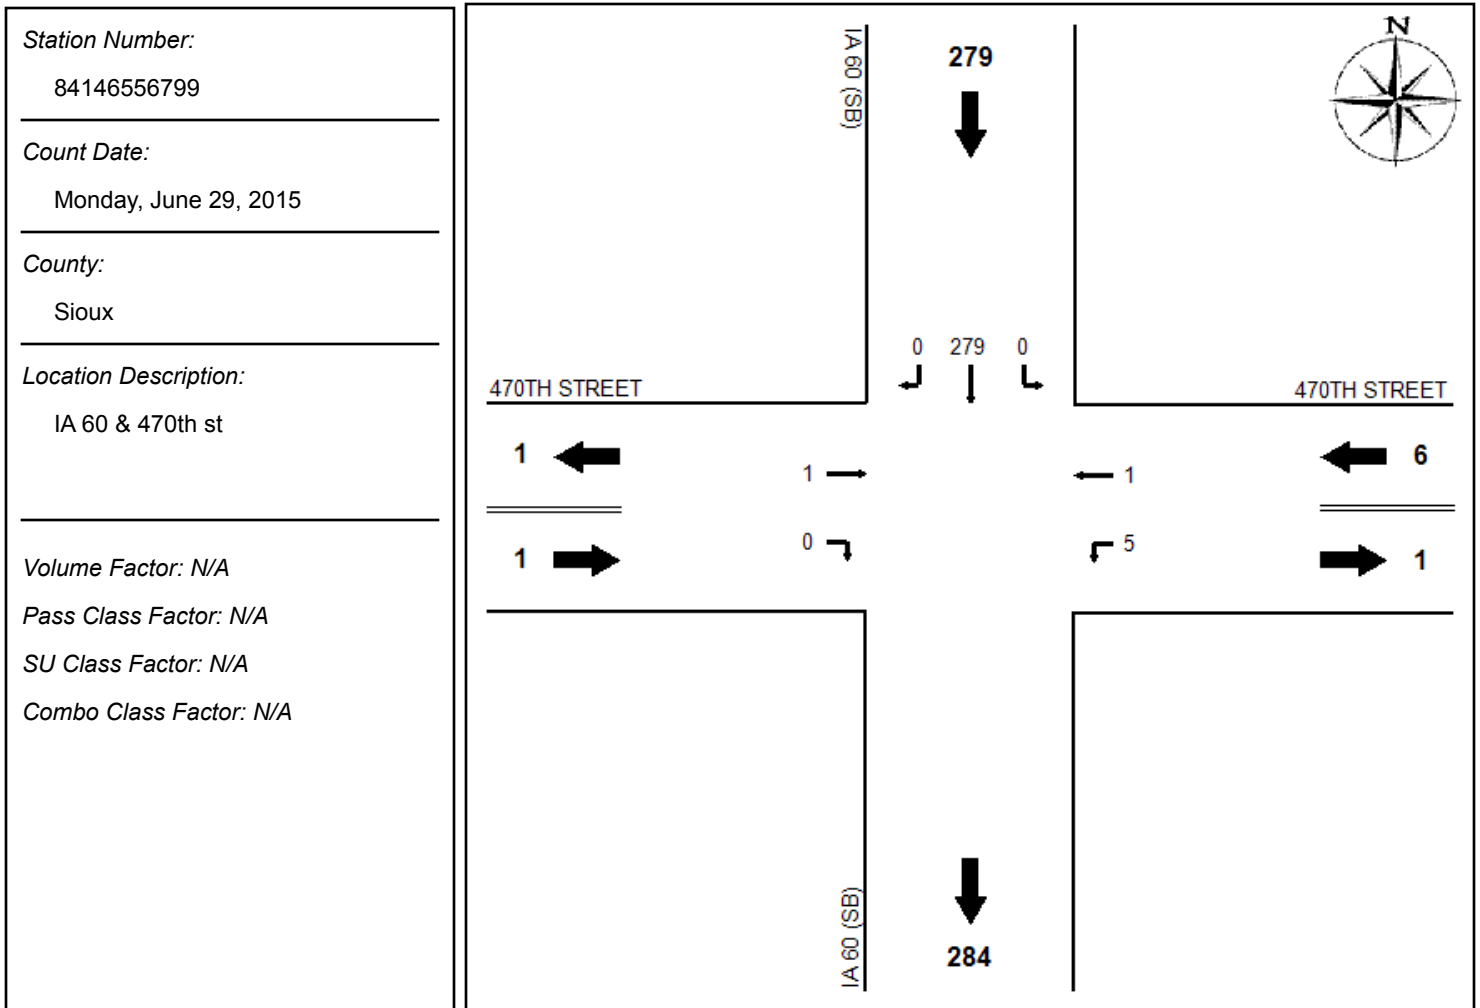 Station Number:
84146556799
Count Date:
Monday, June 29, 2015
County:
Sioux
Location Description:
IA 60 & 470th st
Volume Factor: N/A
Pass Class Factor: N/A
SU Class Factor: N/A
Combo Class Factor: N/A
IA 60 (SB)
279
N
0 279 0
470TH STREET
470TH STREET
1
1
1
6
1
0
5
1
IA 60 (SB)
284